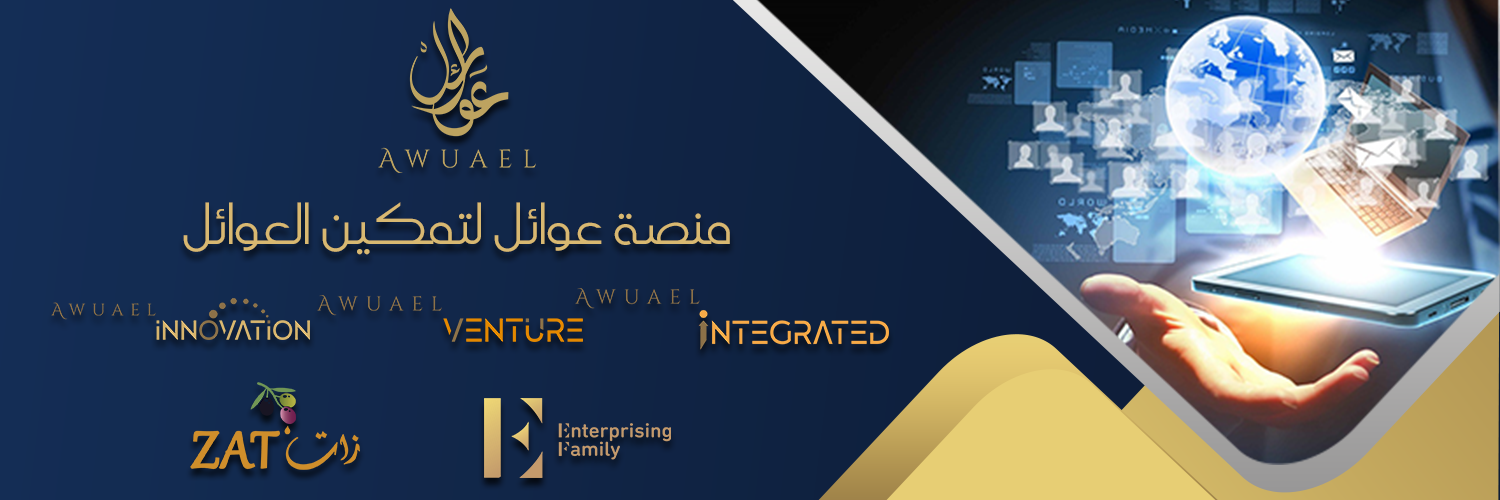 عوائل
AWUAEL
منصة عوائل لتمكين العوائل
AWUAEL
INNOVATION
AWUAEL
VENTURE
AWUAEL
INTEGRATED
ZAT زات
E Enterprising
Family